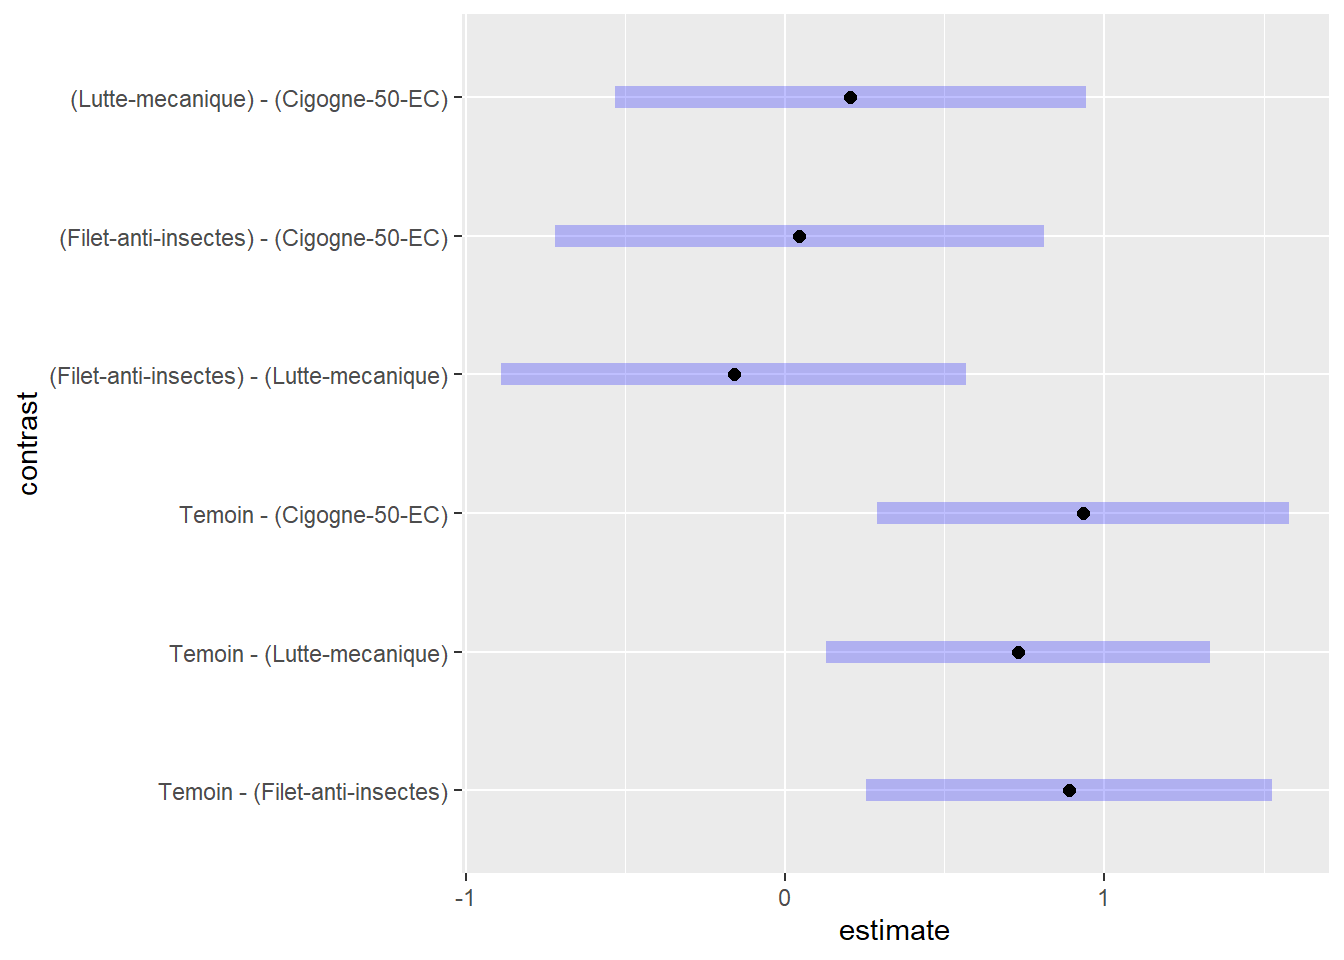 (Lutte-mecanique) - (Cigogne-50-EC)
(Filet-anti-insectes) - (Cigogne-50-EC)
(Filet-anti-insectes) - (Lutte-mecanique)
Temoin - (Cigogne-50-EC)
Temoin - (Lutte-mecanique)
Temoin - (Filet-anti-insectes)
contrast
-1
0
1
estimate